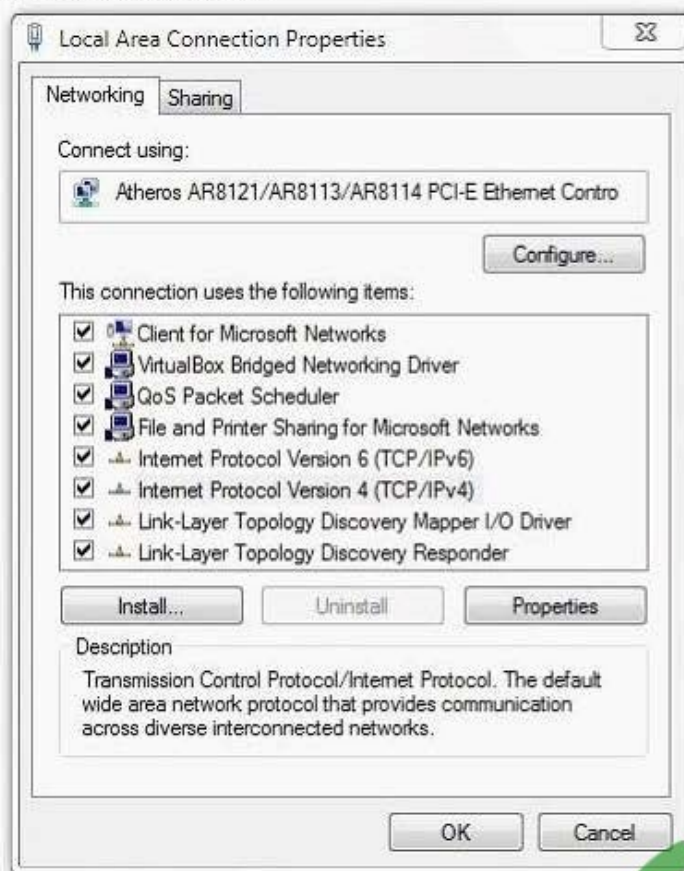 Local Area Connection Properties
Networking
Sharing
Connect using:
Atheros AR8121/AR8113/AR8114 PCI-E Ethernet Contro
Configure...
This connection uses the following items:
Client for Microsoft Networks
VirtualBox Bridged Networking Driver
QoS Packet Scheduler
File and Printer Sharing for Microsoft Networks
Internet Protocol Version 6 (TCP/IPv6)
Internet Protocol Version 4 (TCP/IPv4)
Link-Layer Topology Discovery Mapper I/O Driver
Link-Layer Topology Discovery Responder
Install...
Uninstall
Properties
Description
Transmission Control Protocol/Internet Protocol. The default
wide area network protocol that provides communication
across diverse interconnected networks.
OK
Cancel